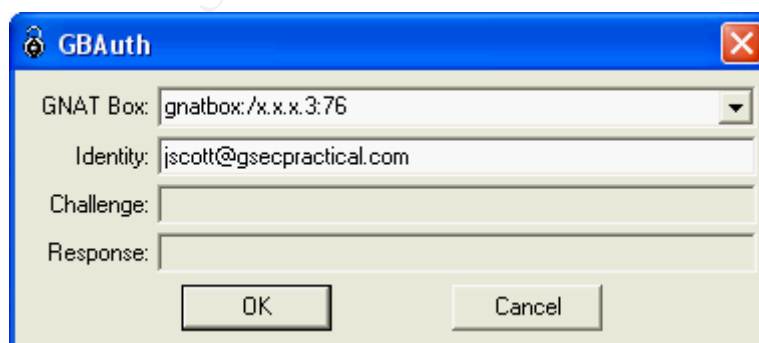 GBAuth
GNAT Box: gnatbox:/x.x.x.3:76
Identity: jscott@gsecpractical.com
Challenge:
Response:
OK Cancel